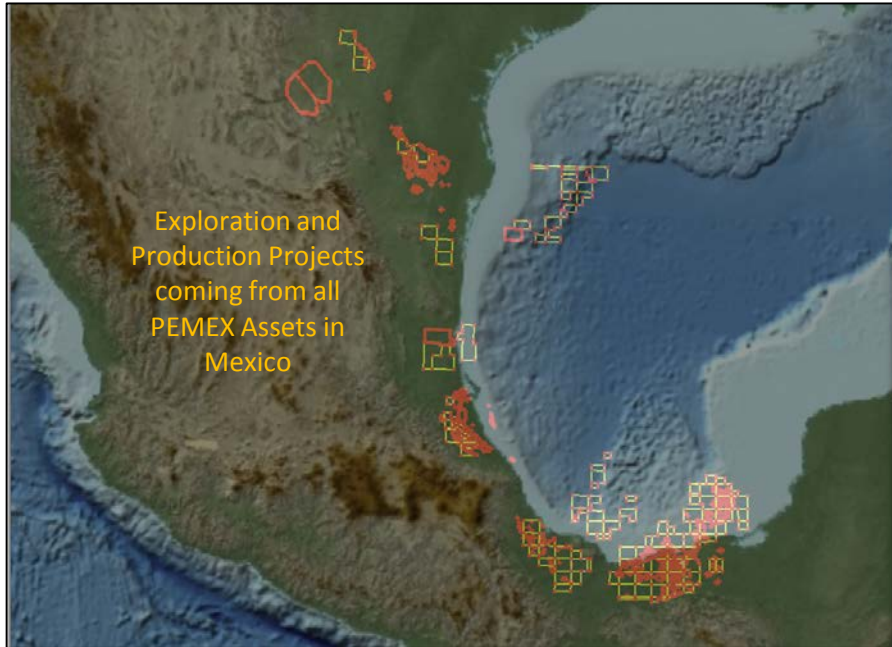 Exploration and
Production Projects
coming from all
PEMEX Assets in
Mexico